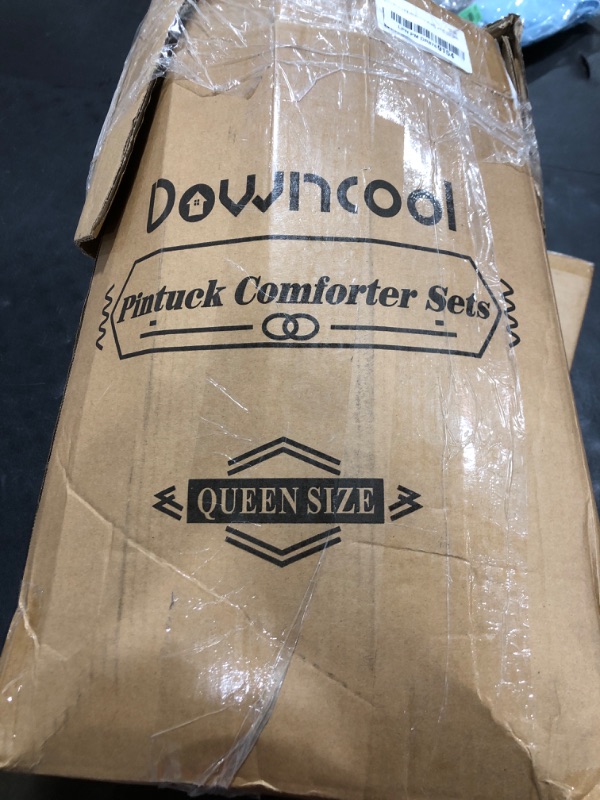 Downcool
Pintuck Comforter Sets
QUEEN SIZE